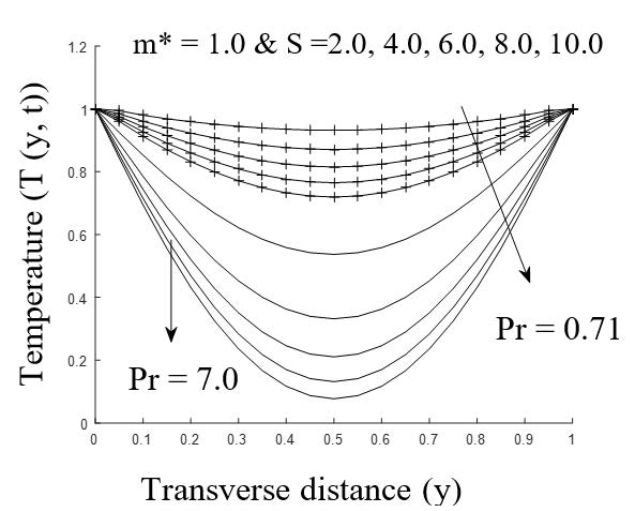 m* = 1.0 & S =2.0, 4.0, 6.0, 8.0, 10.0
1.2
1
0.8
0.6
0.4
0.2
0
Temperature (T (y, t))
Pr = 0.71
Pr = 7.0
0 0.1 0.2 0.3 0.4 0.5 0.6 0.7 0.8 0.9 1
Transverse distance (y)